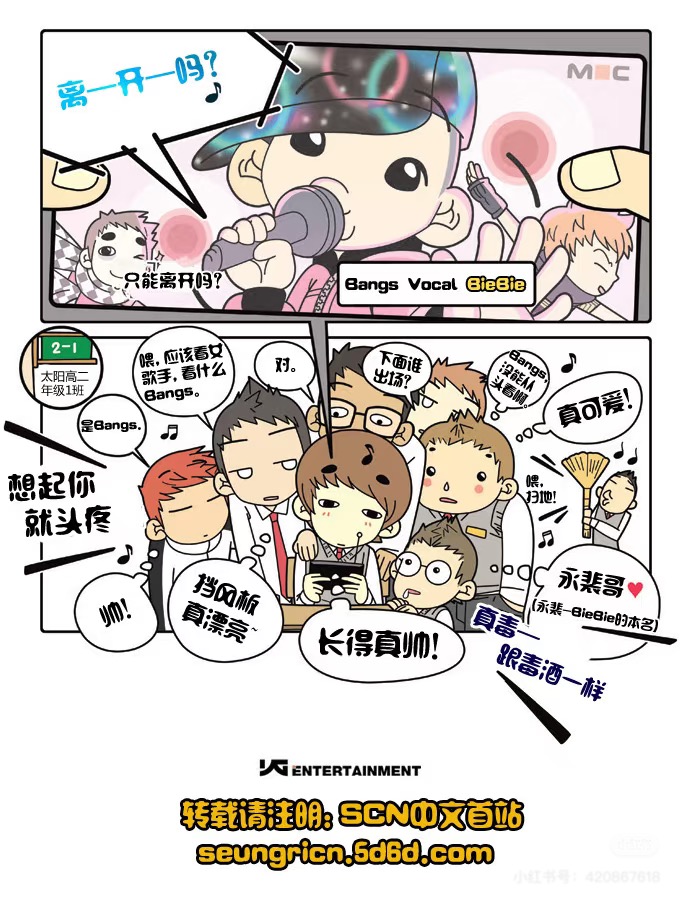 离—开—吗?
M■C
只能离开吗?
Bangs Vocal BieBie
2-1
太阳高二
年级1班
是Bangs.
喂,应该看女
歌手,看什么
Bangs。
对。
下面谁
出场?
Bangs,
没能从
头看啊。
真可爱!
想起你
就头疼
喂,
扫地!
帅!
挡风板
真漂亮~
长得真帅!
永裴哥♥
(永裴-BieBie的本名)
真毒—
跟毒酒一样
YG ENTERTAINMENT
转载请注明: SCN中文首站
seungricn.5d6d.com
小红书号: 420667818